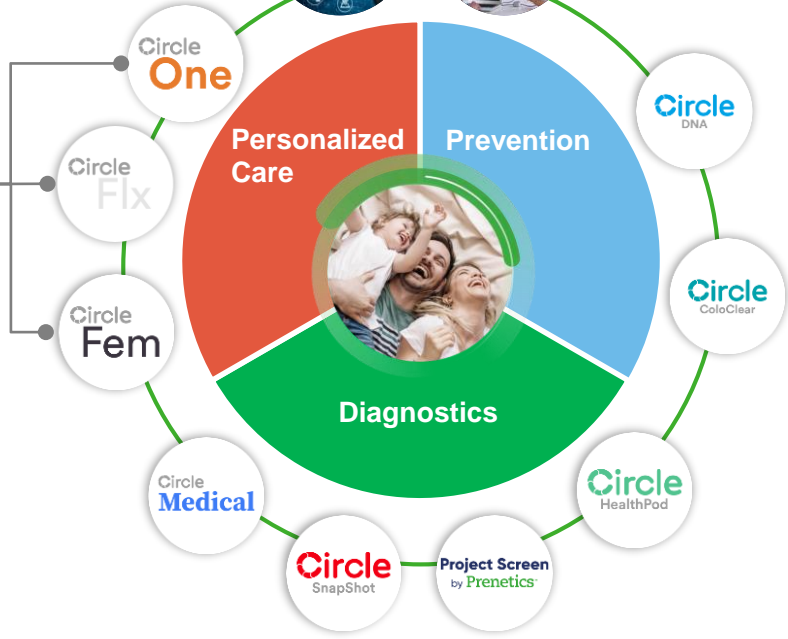 Circle
One
Circle
DNA
Personalized
Care
Prevention
Circle
Flx
Circle
ColoClear
Circle
Fem
Diagnostics
Circle
Medical
Circle
HealthPod
Circle
SnapShot
Project Screen
by Prenetics